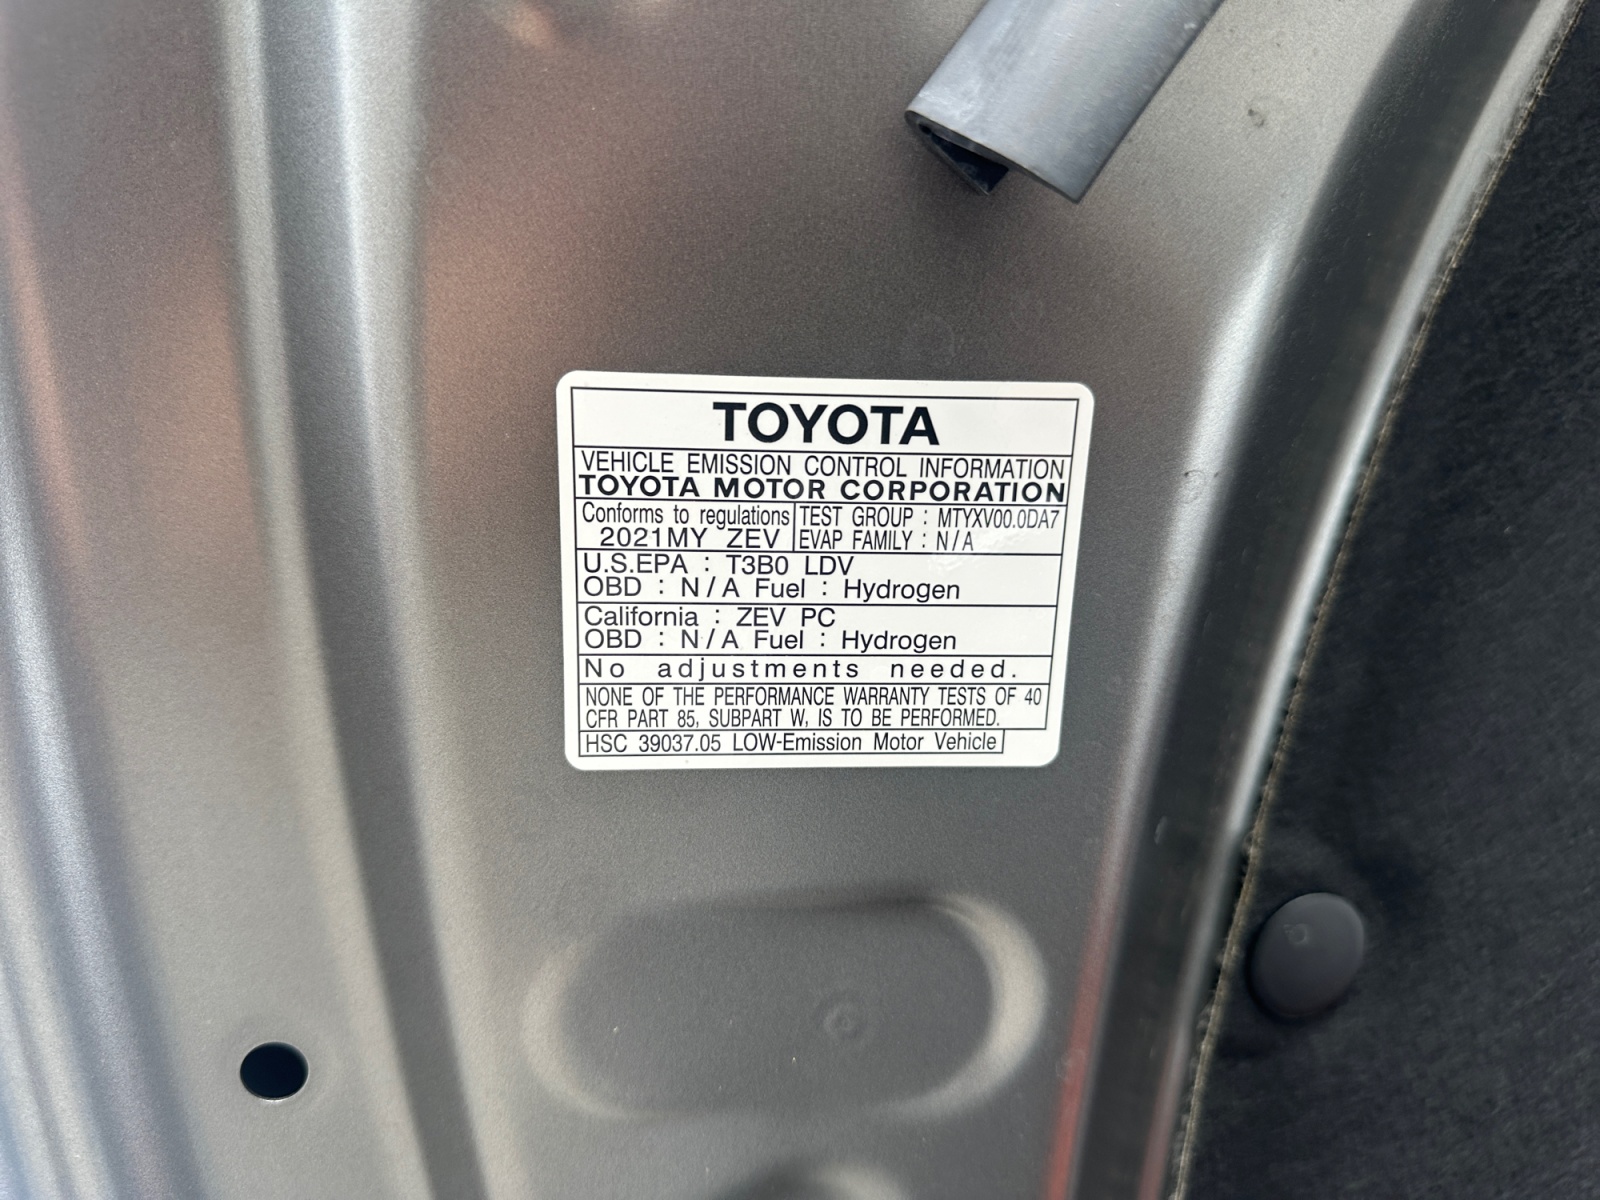 TOYOTA
VEHICLE EMISSION CONTROL INFORMATION
TOYOTA MOTOR CORPORATION
Conforms to regulations
2021MY ZEV
TEST GROUP : MTYXV00.0DA7
EVAP FAMILY : N/A
U.S.EPA : T3B0 LDV
OBD : N/A Fuel : Hydrogen
California : ZEV PC
OBD : N/A Fuel : Hydrogen
No adjustments needed.
NONE OF THE PERFORMANCE WARRANTY TESTS OF 40
CFR PART 85, SUBPART W, IS TO BE PERFORMED.
HSC 39037.05 LOW-Emission Motor Vehicle